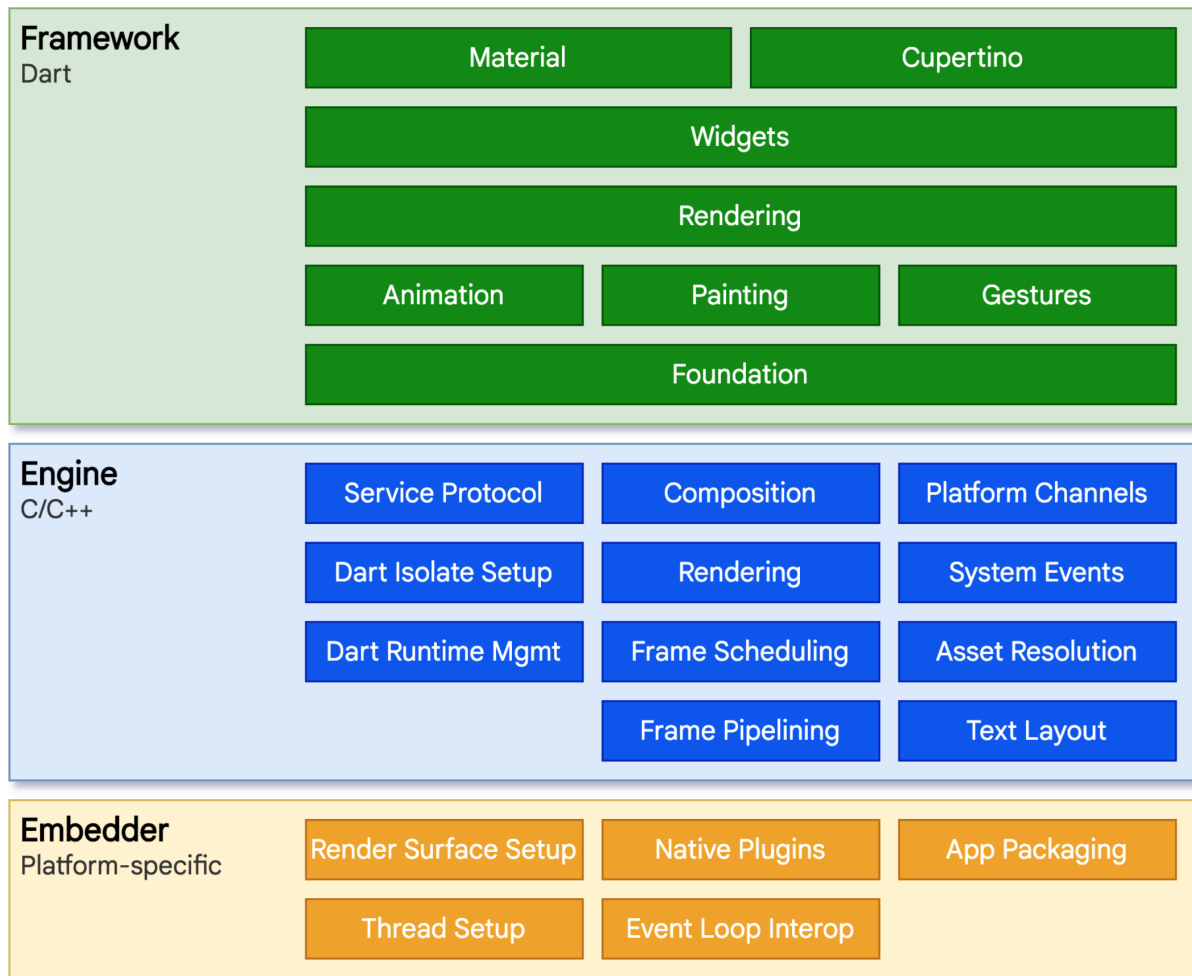 Framework
Dart
Material
Cupertino
Widgets
Rendering
Animation
Painting
Gestures
Foundation
Engine
C/C++
Service Protocol
Composition
Platform Channels
Dart Isolate Setup
Rendering
System Events
Dart Runtime Mgmt
Frame Scheduling
Asset Resolution
Frame Pipelining
Text Layout
Embedder
Platform-specific
Render Surface Setup
Native Plugins
App Packaging
Thread Setup
Event Loop Interop